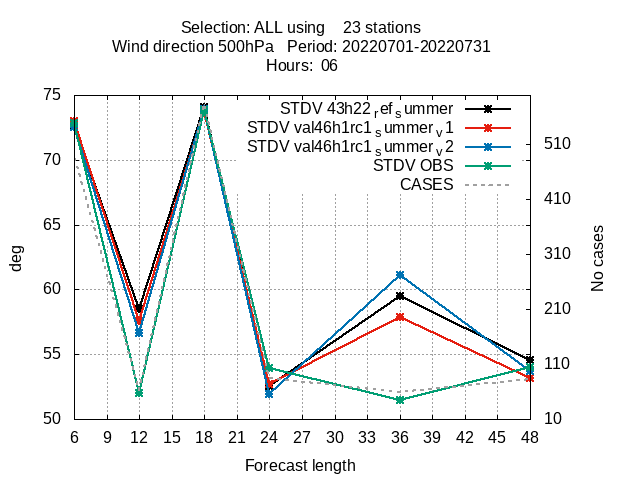 Selection: ALL using    23 stations
Wind direction 500hPa   Period: 20220701-20220731
Hours:  06
STDV 43h22 ref summer
STDV val46h1rc1 summer v1
STDV val46h1rc1 summer v2
STDV OBS
CASES
75
70
65
60
55
50
510
410
310
210
110
10
deg
No cases
6 9 12 15 18 21 24 27 30 33 36 39 42 45 48
Forecast length